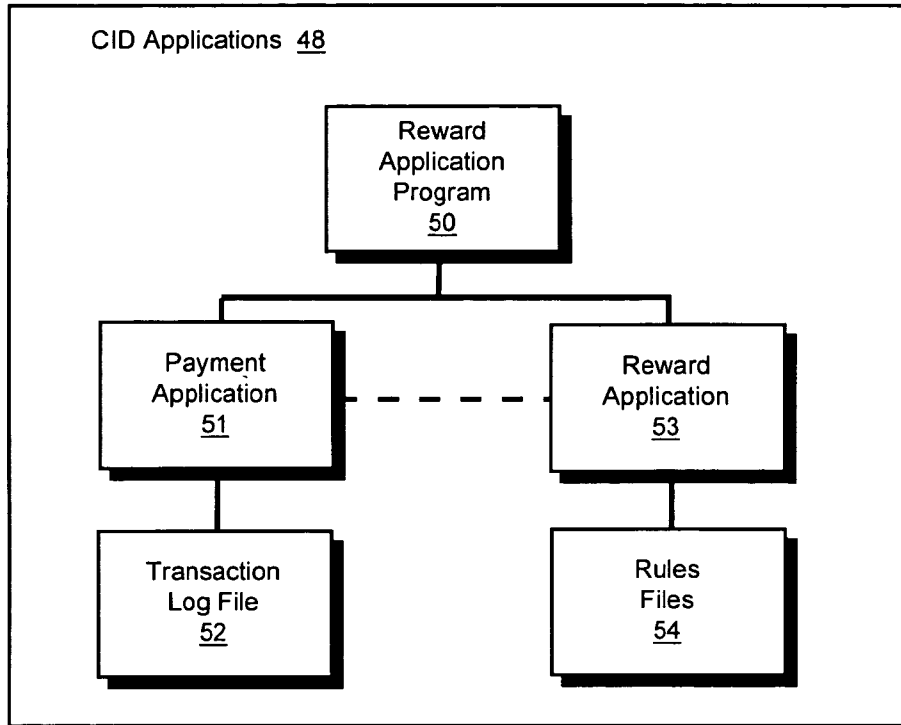 CID Applications 48
Reward
Application
Program
50
Payment
Application
51
Reward
Application
53
Transaction
Log File
52
Rules
Files
54